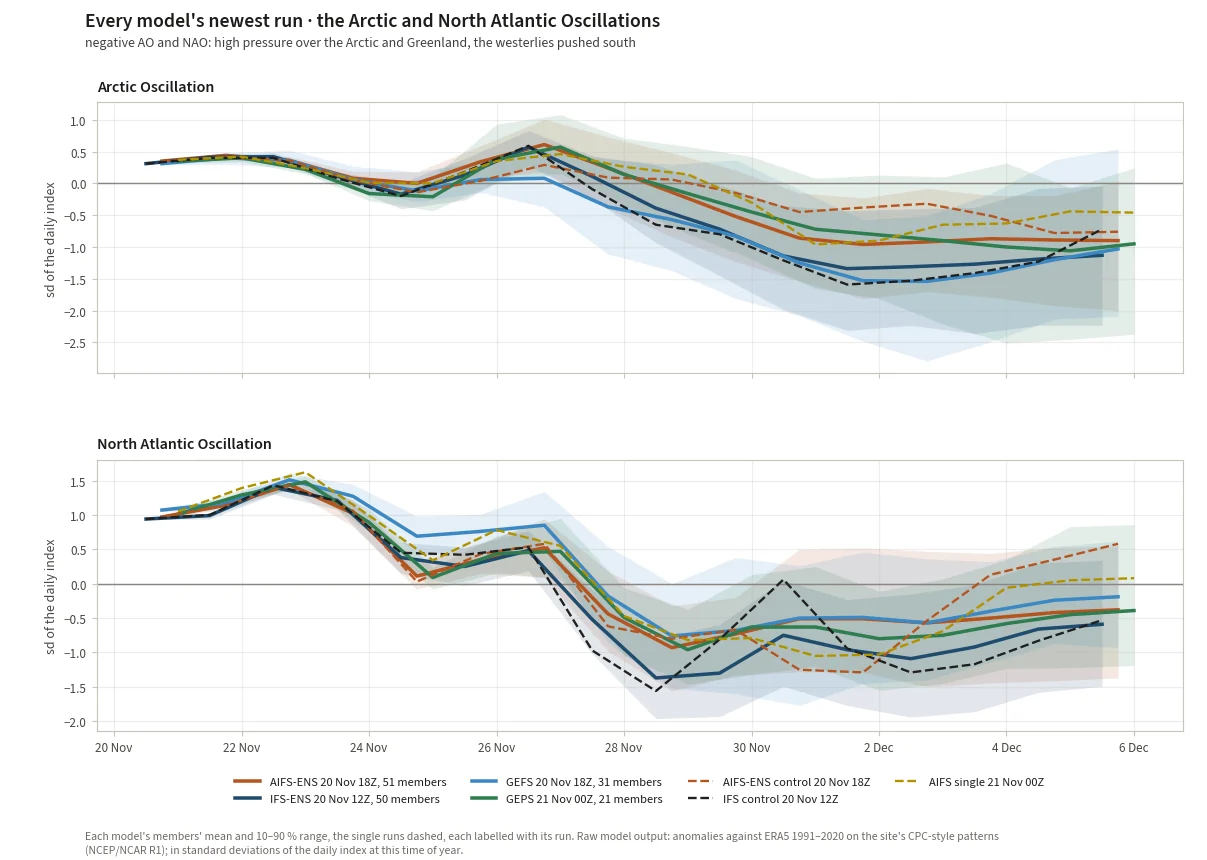 Every model's newest run · the Arctic and North Atlantic Oscillations
negative AO and NAO: high pressure over the Arctic and Greenland, the westerlies pushed south
Arctic Oscillation
sd of the daily index
1.0
0.5
0.0
−0.5
−1.0
−1.5
−2.0
−2.5
North Atlantic Oscillation
sd of the daily index
1.5
1.0
0.5
0.0
−0.5
−1.0
−1.5
−2.0
20 Nov 22 Nov 24 Nov 26 Nov 28 Nov 30 Nov 2 Dec 4 Dec 6 Dec
AIFS-ENS 20 Nov 18Z, 51 members GEFS 20 Nov 18Z, 31 members AIFS-ENS control 20 Nov 18Z AIFS single 21 Nov 00Z
IFS-ENS 20 Nov 12Z, 50 members GEPS 21 Nov 00Z, 21 members IFS control 20 Nov 12Z
Each model's members' mean and 10–90 % range, the single runs dashed, each labelled with its run. Raw model output: anomalies against ERA5 1991–2020 on the site's CPC-style patterns
(NCEP/NCAR R1); in standard deviations of the daily index at this time of year.